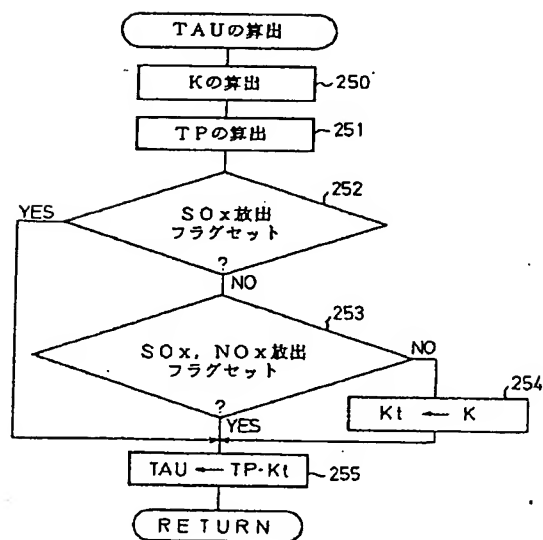 TAUの算出
Kの算出
250
TPの算出
251
252
YES
SOx放出
フラグセット
?
NO
253
SOx, NOx放出
フラグセット
?
NO
YES
254
Kt ← K
TAU ← TP·Kt
255
RETURN